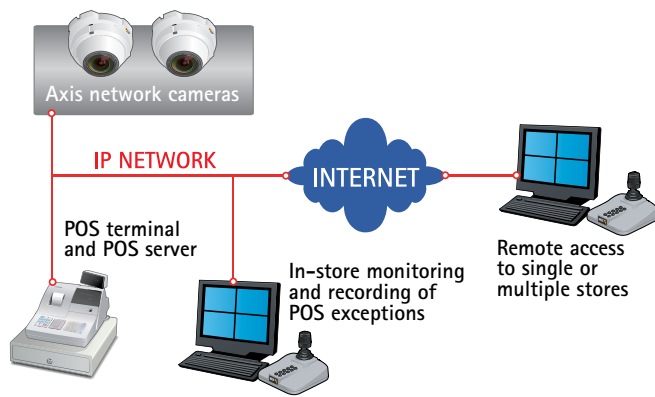 Axis network cameras
IP NETWORK
INTERNET
POS terminal
and POS server
In-store monitoring
and recording of
POS exceptions
Remote access
to single or
multiple stores